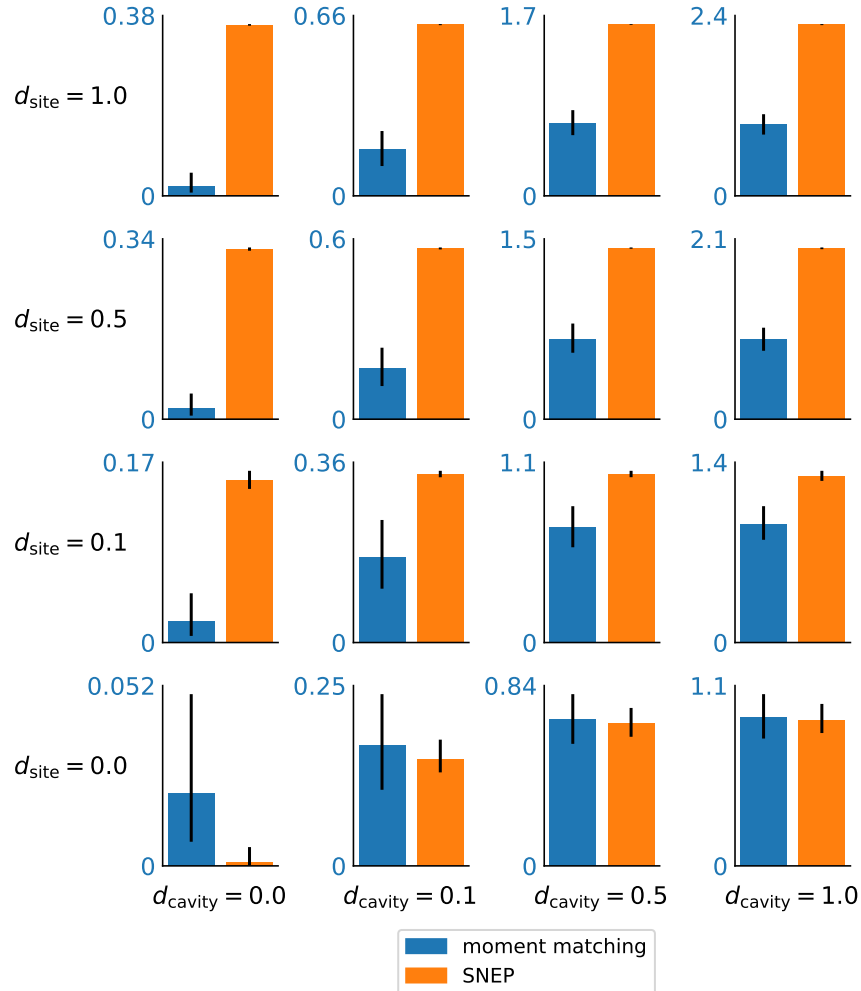 0.38 0.66 1.7 2.4
d_site = 1.0
0 0 0 0
0.34 0.6 1.5 2.1
d_site = 0.5
0 0 0 0
0.17 0.36 1.1 1.4
d_site = 0.1
0 0 0 0
0.052 0.25 0.84 1.1
d_site = 0.0
0 0 0 0
d_cavity = 0.0 d_cavity = 0.1 d_cavity = 0.5 d_cavity = 1.0
moment matching
SNEP